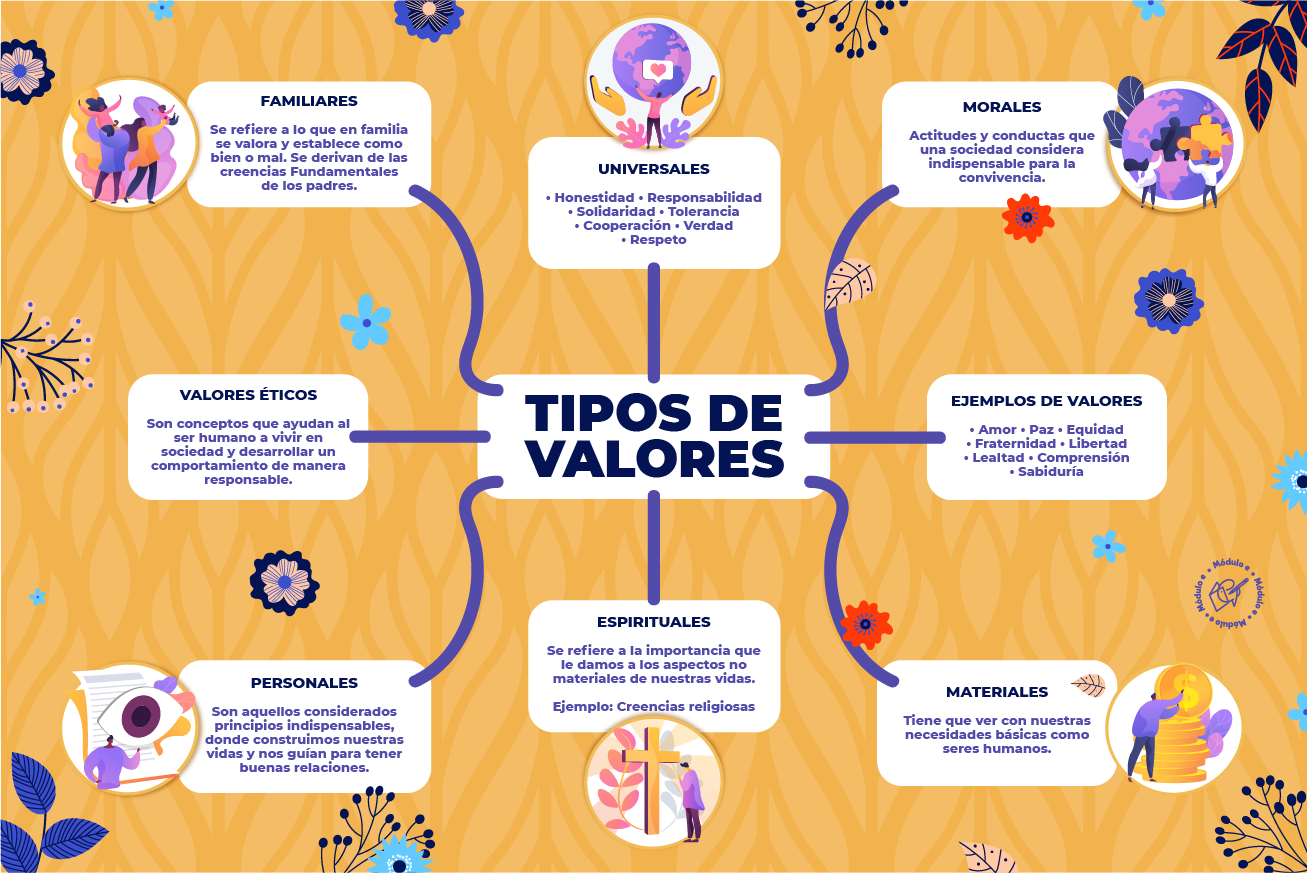 FAMILIARES
Se refiere a lo que en familia
se valora y establece como
bien o mal. Se derivan de las
creencias Fundamentales
de los padres.
UNIVERSALES
• Honestidad • Responsabilidad
• Solidaridad • Tolerancia
• Cooperación • Verdad
• Respeto
MORALES
Actitudes y conductas que
una sociedad considera
indispensable para la
convivencia.
VALORES ÉTICOS
Son conceptos que ayudan al
ser humano a vivir en
sociedad y desarrollar un
comportamiento de manera
responsable.
TIPOS DE
VALORES
EJEMPLOS DE VALORES
• Amor • Paz • Equidad
• Fraternidad • Libertad
• Lealtad • Comprensión
• Sabiduría
Módulo e • Módulo e • Módulo e • Módulo e •
PERSONALES
Son aquellos considerados
principios indispensables,
donde construimos nuestras
vidas y nos guían para tener
buenas relaciones.
ESPIRITUALES
Se refiere a la importancia que
le damos a los aspectos no
materiales de nuestras vidas.
Ejemplo: Creencias religiosas
MATERIALES
Tiene que ver con nuestras
necesidades básicas como
seres humanos.
$